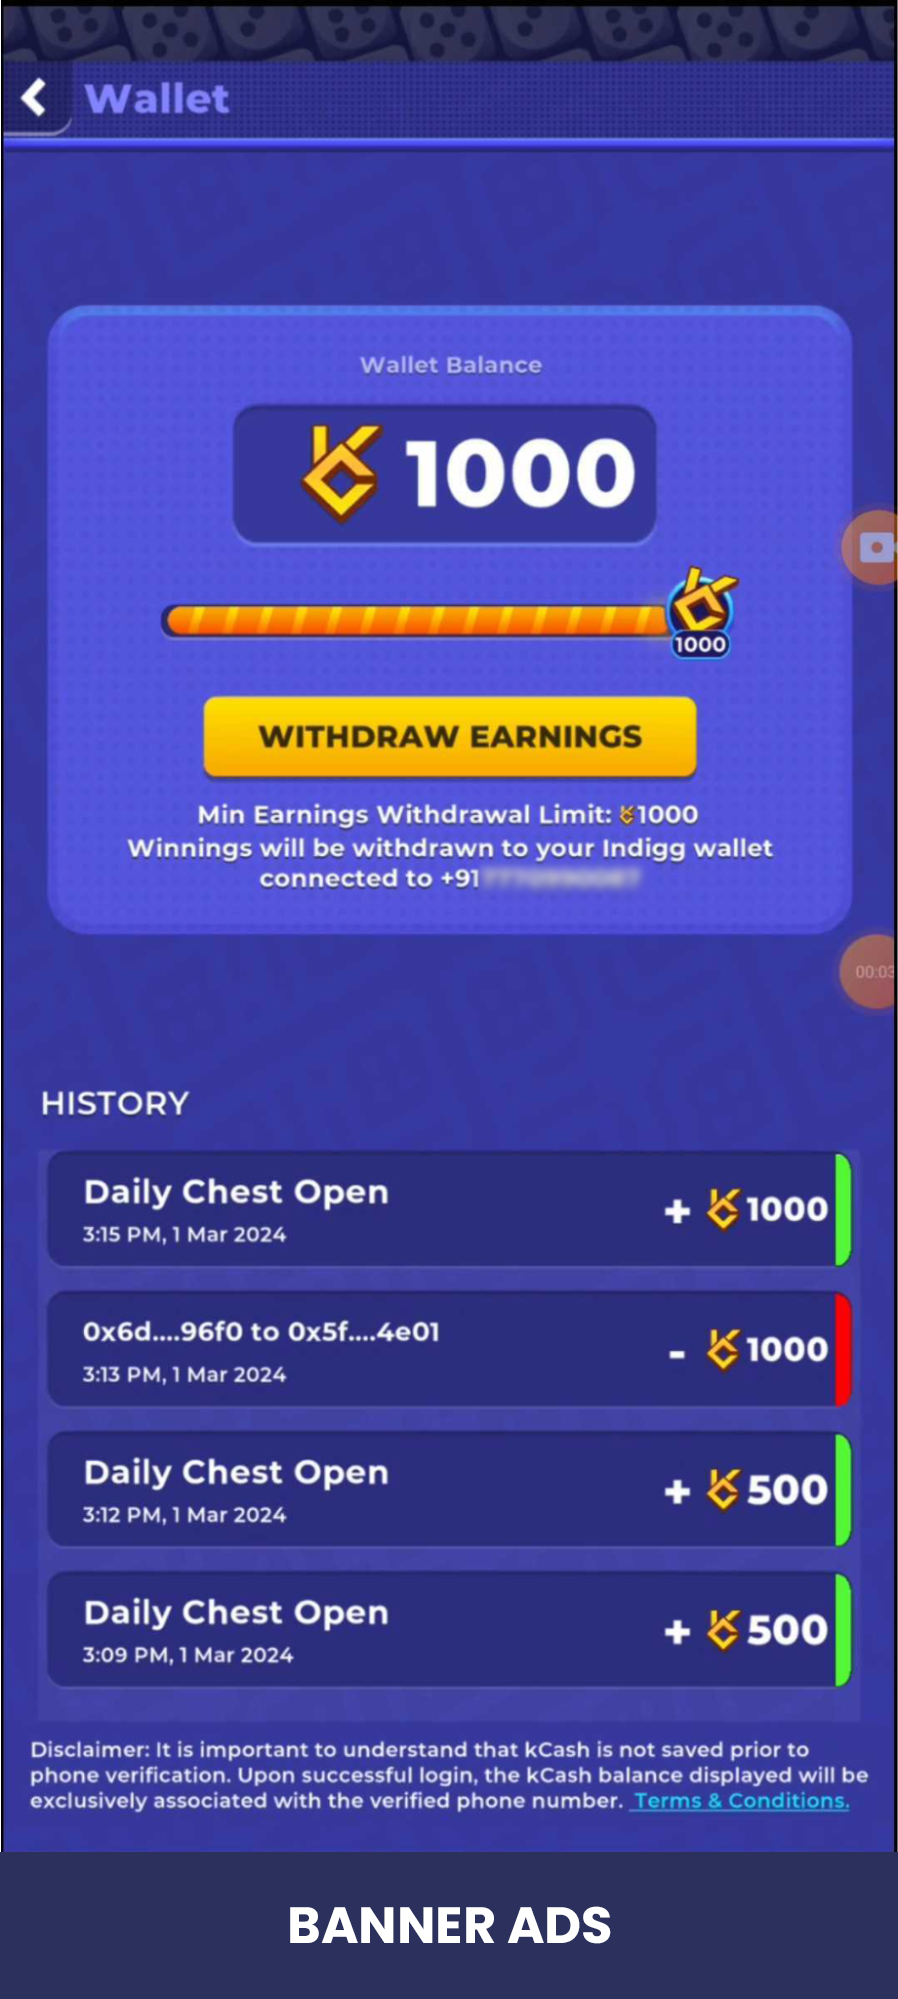 Wallet
Wallet Balance
1000
1000
WITHDRAW EARNINGS
Min Earnings Withdrawal Limit: 1000
Winnings will be withdrawn to your Indigg wallet
connected to +91
00:03
HISTORY
Daily Chest Open
+ 1000
3:15 PM, 1 Mar 2024
0x6d....96f0 to 0x5f....4e01
- 1000
3:13 PM, 1 Mar 2024
Daily Chest Open
+ 500
3:12 PM, 1 Mar 2024
Daily Chest Open
+ 500
3:09 PM, 1 Mar 2024
Disclaimer: It is important to understand that kCash is not saved prior to
phone verification. Upon successful login, the kCash balance displayed will be
exclusively associated with the verified phone number. Terms & Conditions.
BANNER ADS